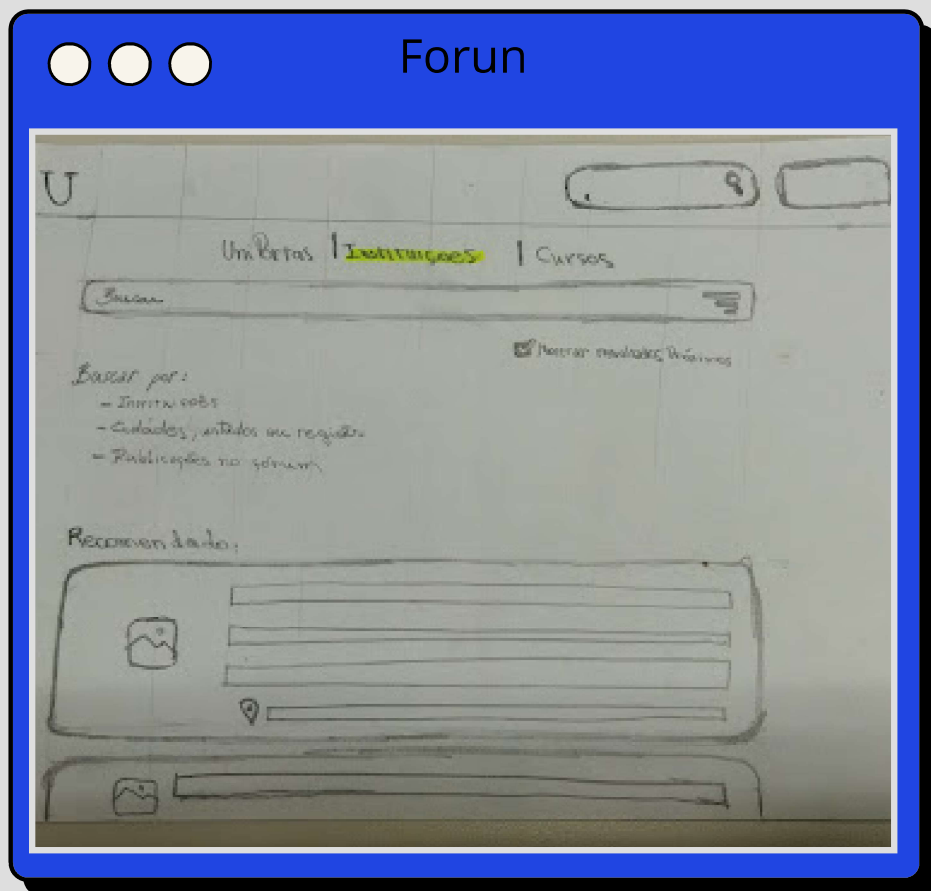 Forun
U
UniPortas | Instituições | Cursos
Buscar
Mostrar resultados Próximos
Buscar por:
- Instituições
- Cidades, estados ou região
- Publicações no fórum
Recomendado: